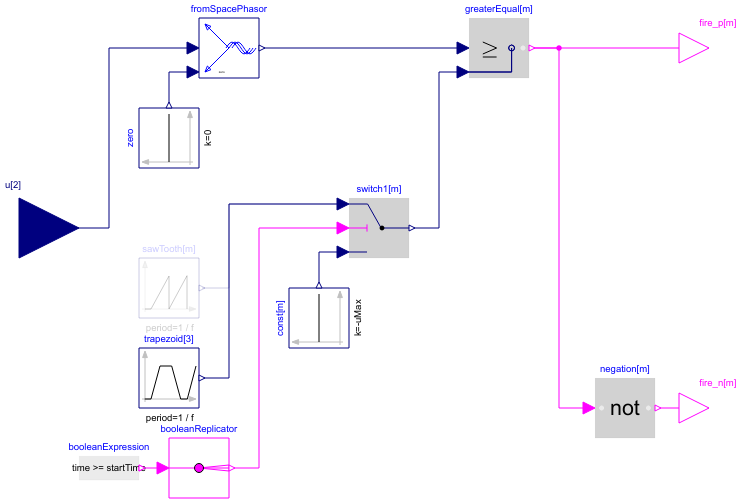 fromSpacePhasor
greaterEqual[m]
fire_p[m]
≥
zero
k=0
u[2]
switch1[m]
sawTooth[m]
period=1 / f
const[m]
k=-uMax
trapezoid[3]
period=1 / f
negation[m]
not
fire_n[m]
booleanReplicator
booleanExpression
time >= startTime